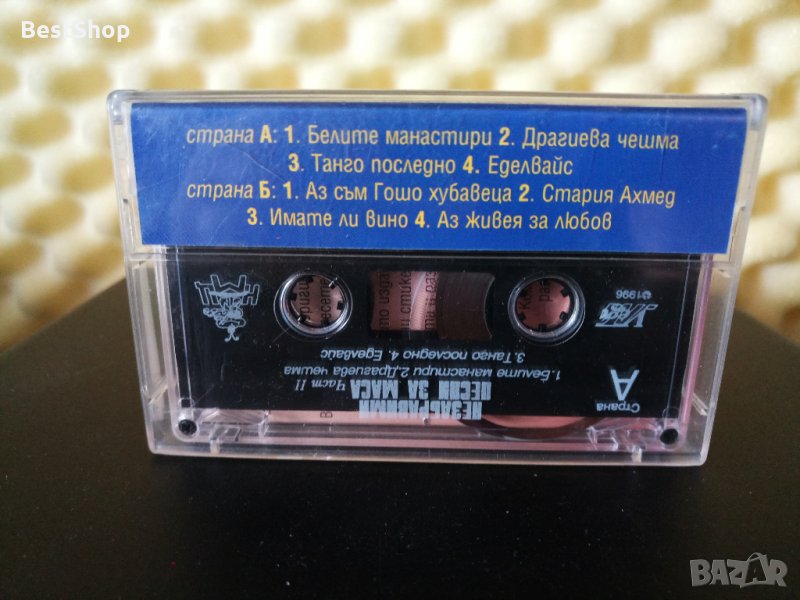 BestShop
страна А: 1. Белите манастири 2. Драгиева чешма
3. Танго последно 4. Еделвайс
страна Б: 1. Аз съм Гошо хубавеца 2. Стария Ахмед
3. Имате ли вино 4. Аз живея за любов
Страна
А
НЕЗАБРАВИМИ
ПЕСНИ ЗА МАСА
Част II
1.Белите манастири 2.Драгиева чешма
3.Танго последно 4. Еделвайс
©1996
BAZAR